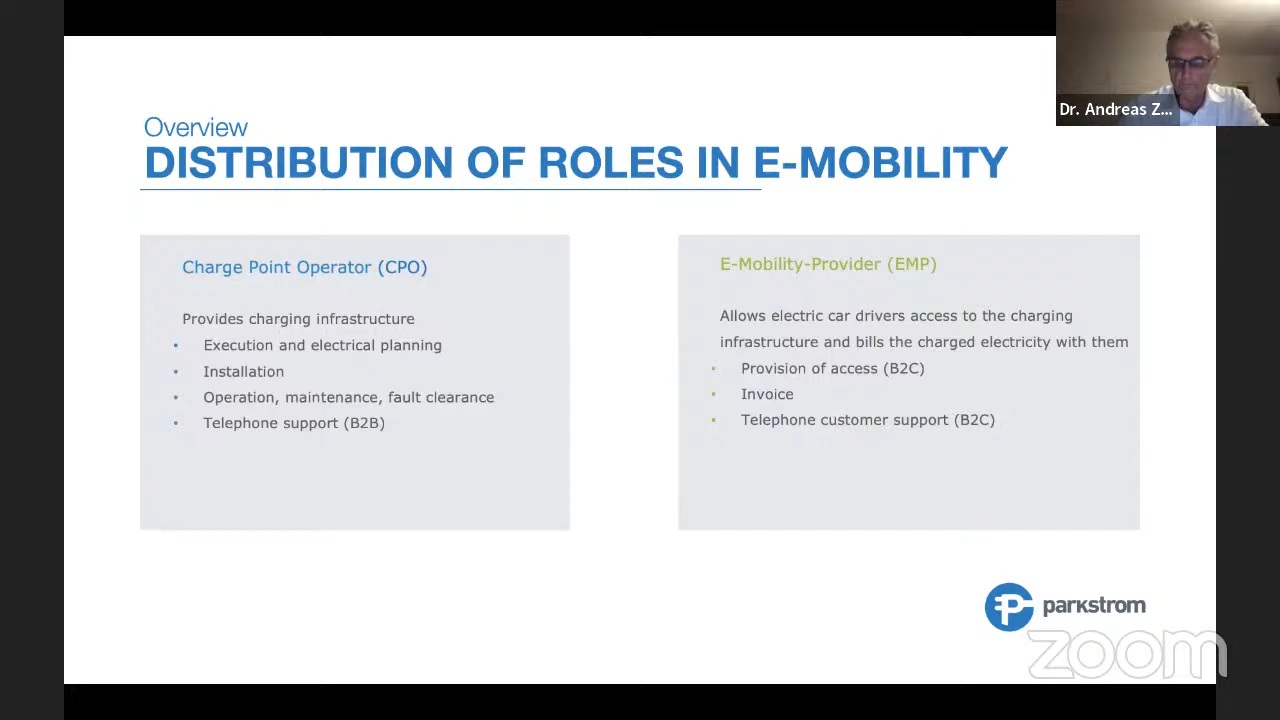 Dr. Andreas Z...
Overview
DISTRIBUTION OF ROLES IN E-MOBILITY
Charge Point Operator (CPO)
Provides charging infrastructure
• Execution and electrical planning
• Installation
• Operation, maintenance, fault clearance
• Telephone support (B2B)
E-Mobility-Provider (EMP)
Allows electric car drivers access to the charging
infrastructure and bills the charged electricity with them
• Provision of access (B2C)
• Invoice
• Telephone customer support (B2C)
parkstrom
zoom